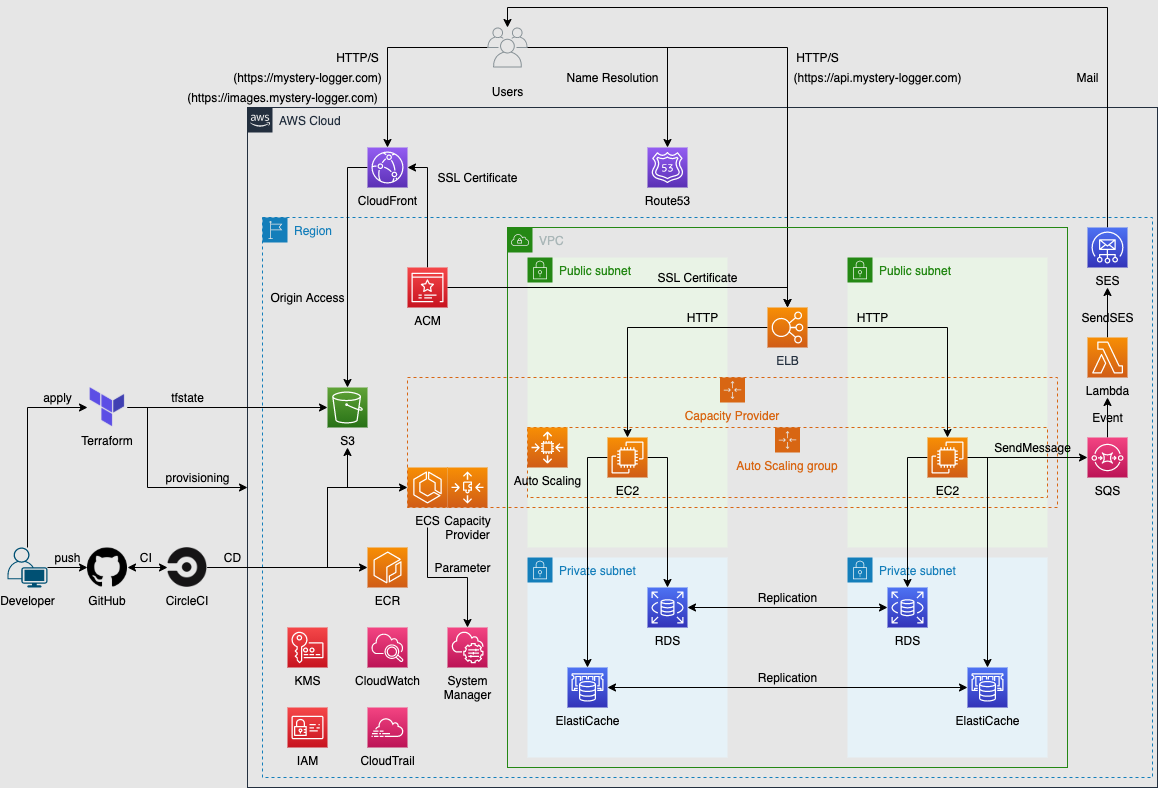 HTTP/S
(https://mystery-logger.com)
(https://images.mystery-logger.com)
Users
Name Resolution
HTTP/S
(https://api.mystery-logger.com)
Mail
aws
AWS Cloud
CloudFront
SSL Certificate
53
Route53
Region
VPC
Public subnet
Public subnet
SES
Origin Access
ACM
SSL Certificate
HTTP
ELB
HTTP
SendSES
Lambda
Event
apply
Terraform
tfstate
S3
Capacity Provider
Auto Scaling
EC2
Auto Scaling group
EC2
SendMessage
SQS
provisioning
ECS
Capacity
Provider
Developer
push
GitHub
CI
CircleCI
CD
ECR
Parameter
Private subnet
Private subnet
RDS
Replication
RDS
KMS
CloudWatch
System
Manager
ElastiCache
Replication
ElastiCache
IAM
CloudTrail